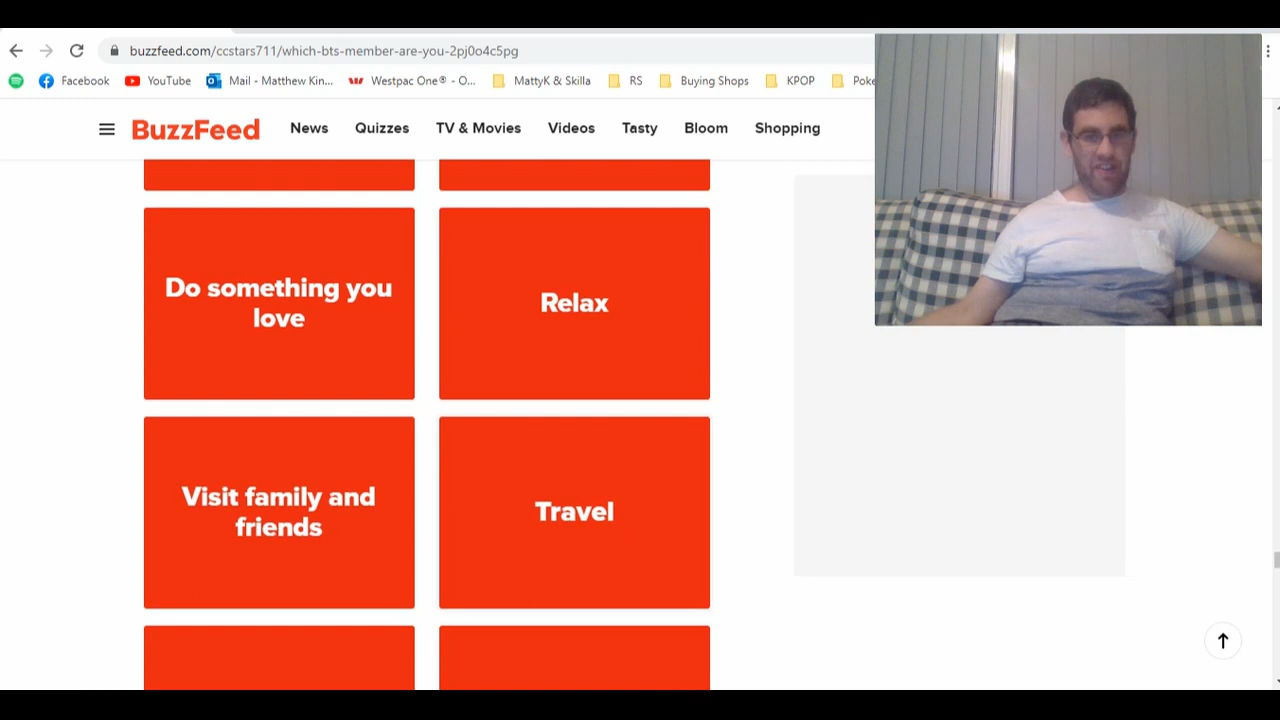 buzzfeed.com/ccstars711/which-bts-member-are-you-2pj0o4c5pg
Facebook YouTube Mail - Matthew Kin... Westpac One® - O... MattyK & Skilla RS Buying Shops KPOP Poke
BuzzFeed News Quizzes TV & Movies Videos Tasty Bloom Shopping
Do something you
love
Relax
Visit family and
friends
Travel